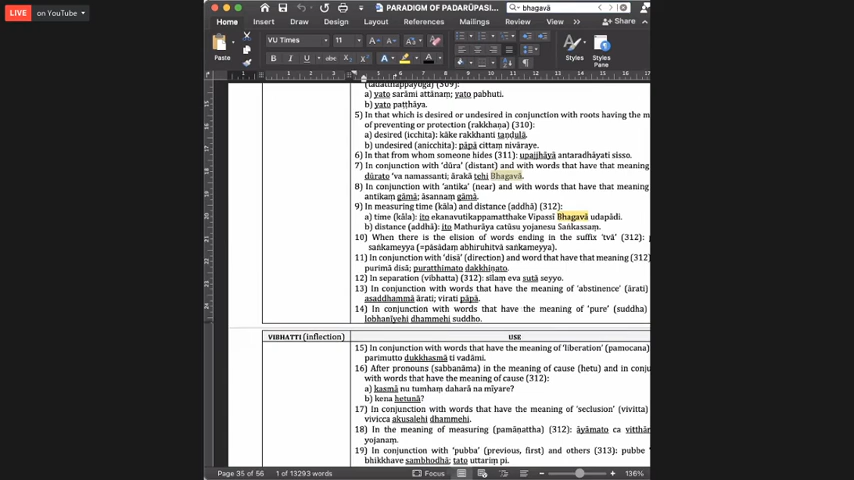 LIVE on YouTube
PARADIGM OF PADARŪPASI...
bhagavā
Home Insert Draw Design Layout References Mailings Review View
Share
Paste
VU Times 11
Styles
Styles Pane
(tadatthappayoga) (309):
a) yato sarāmi attānaṃ; yato pabhuti.
b) yato paṭṭhāya.
5) In that which is desired or undesired in conjunction with roots having the m
of preventing or protection (rakkhaṇa) (310):
a) desired (icchita): kāke rakkhanti taṇḍulā.
b) undesired (anicchita): pāpā cittaṃ nivāraye.
6) In that from whom someone hides (311): upajjhāyā antaradhāyati sisso.
7) In conjunction with 'dūra' (distant) and with words that have that meaning
dūrato 'va namassanti; ārakā tehi Bhagavā.
8) In conjunction with 'antika' (near) and with words that have that meaning
antikaṃ gāmā; āsannaṃ gāmā.
9) In measuring time (kāla) and distance (addhā) (312):
a) time (kāla): ito ekanavutikappamatthake Vipassī Bhagavā udapādi.
b) distance (addhā): ito Mathurāya catūsu yojanesu Saṅkassaṃ.
10) When there is the elision of words ending in the suffix 'tvā' (312): p
saṅkameyya (=pāsādaṃ abhiruhitvā saṅkameyya).
11) In conjunction with 'disā' (direction) and word that have that meaning (312)
purimā disā; puratthimato dakkhiṇato.
12) In separation (vibhatta) (312): sīlaṃ eva sutā seyyo.
13) In conjunction with words that have the meaning of 'abstinence' (ārati)
asaddhammā ārati; virati pāpā.
14) In conjunction with words that have the meaning of 'pure' (suddha)
lobhanīyehi dhammehi suddho.
VIBHATTI (inflection) USE
15) In conjunction with words that have the meaning of 'liberation' (pamocana)
parimutto dukkhasmā ti vadāmi.
16) After pronouns (sabbanāma) in the meaning of cause (hetu) and in conj
with words that have the meaning of cause (312):
a) kasmā nu tumhaṃ daharā na mīyare?
b) kena hetunā?
17) In conjunction with words that have the meaning of 'seclusion' (vivitta)
vivicca akusalehi dhammehi.
18) In the meaning of measuring (pamāṇattha) (312): āyāmato ca vitthār
yojanaṃ.
19) In conjunction with 'pubba' (previous, first) and others (313): pubbe
bhikkhave sambodhā; tato uttariṃ pi.
Page 35 of 56 1 of 13293 words Focus 136%